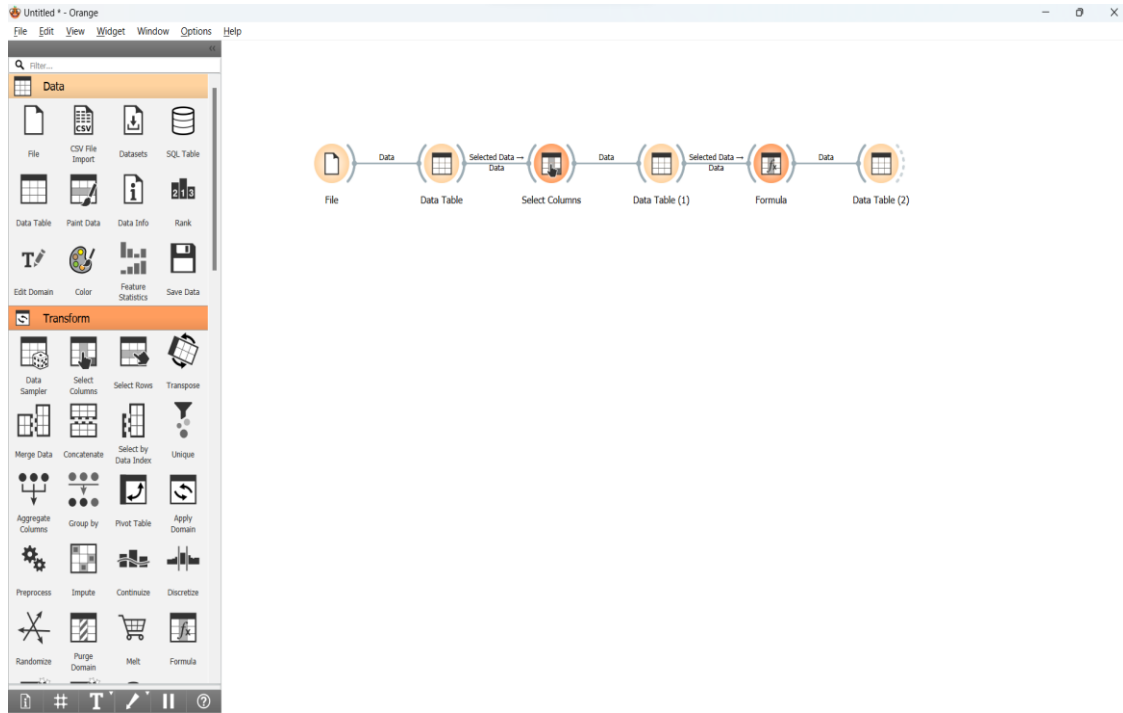 Untitled * - Orange
File Edit View Widget Window Options Help
Filter...
Data
File
CSV File Import
Datasets
SQL Table
Data Table
Paint Data
Data Info
Rank
Edit Domain
Color
Feature Statistics
Save Data
Transform
Data Sampler
Select Columns
Select Rows
Transpose
Merge Data
Concatenate
Select by Data Index
Unique
Aggregate Columns
Group by
Pivot Table
Apply Domain
Preprocess
Impute
Continuize
Discretize
Randomize
Purge Domain
Melt
Formula
Data
Selected Data →
Data
Data
Selected Data →
Data
Data
File
Data Table
Select Columns
Data Table (1)
Formula
Data Table (2)